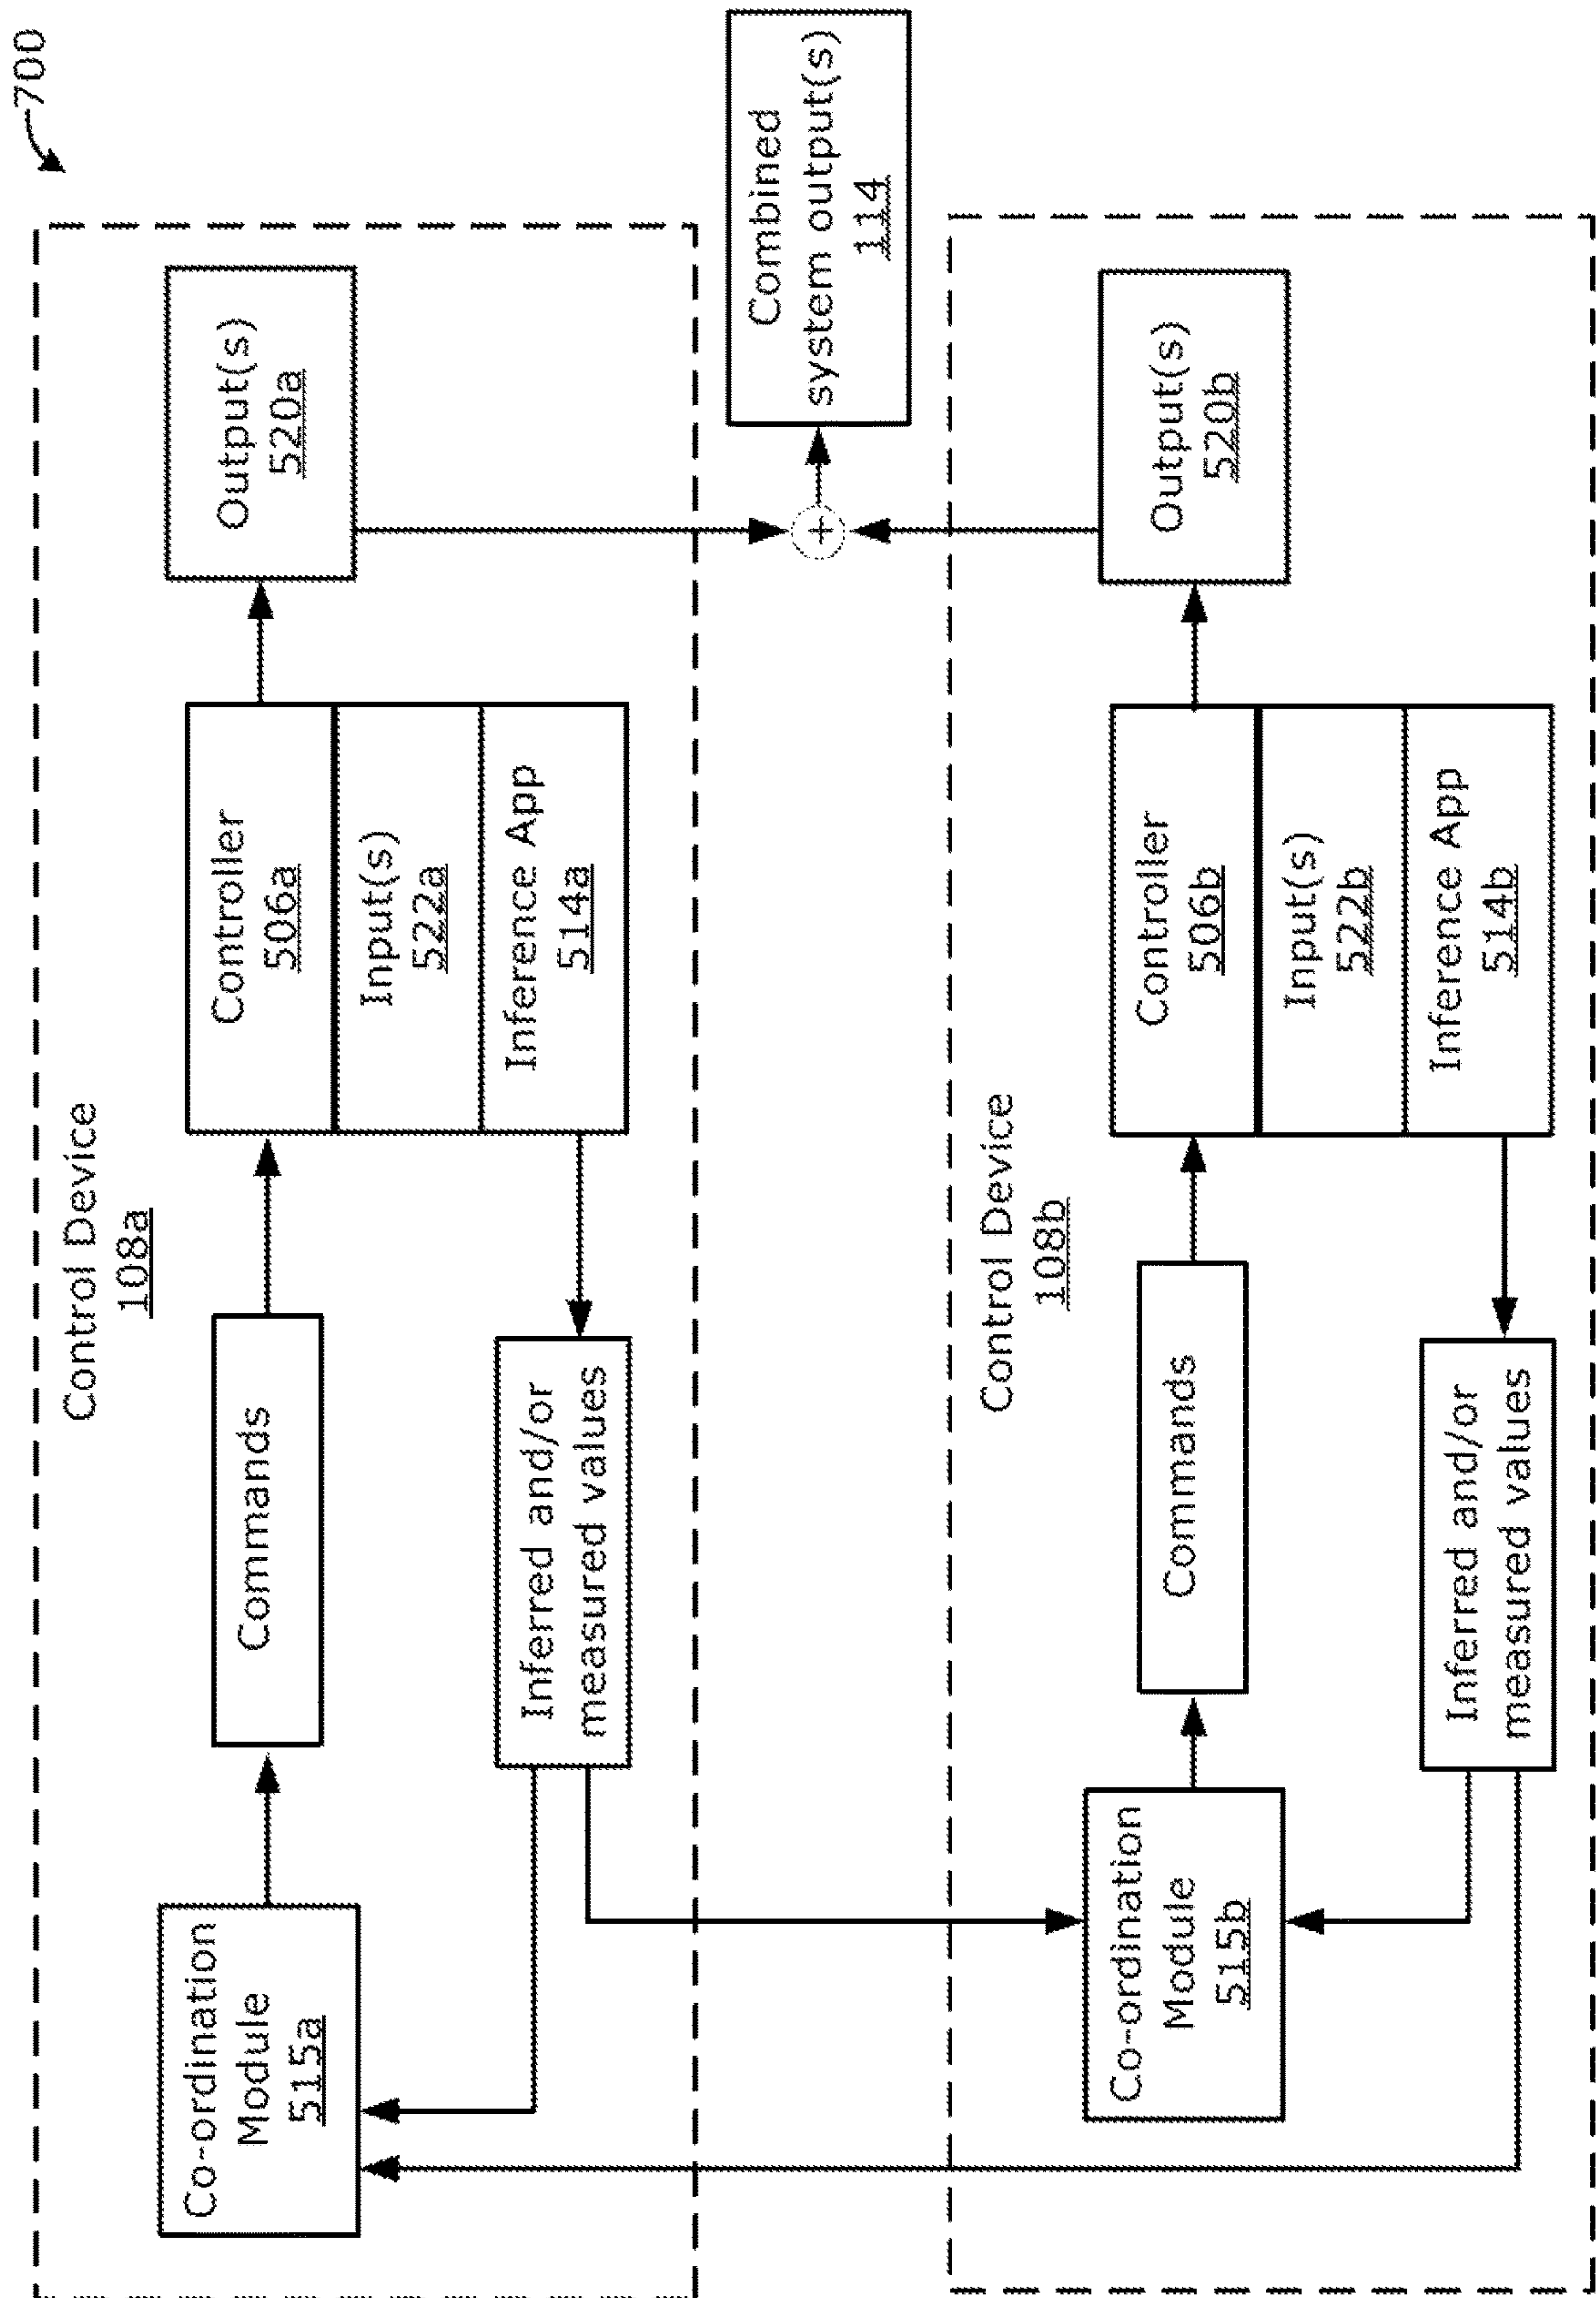 700
Control Device
108a
Co-ordination
Module
515a
Commands
Controller
506a
Input(s)
522a
Inference App
514a
Output(s)
520a
Inferred and/or
measured values
Combined
system output(s)
114
+
Control Device
108b
Co-ordination
Module
515b
Commands
Controller
506b
Input(s)
522b
Inference App
514b
Output(s)
520b
Inferred and/or
measured values